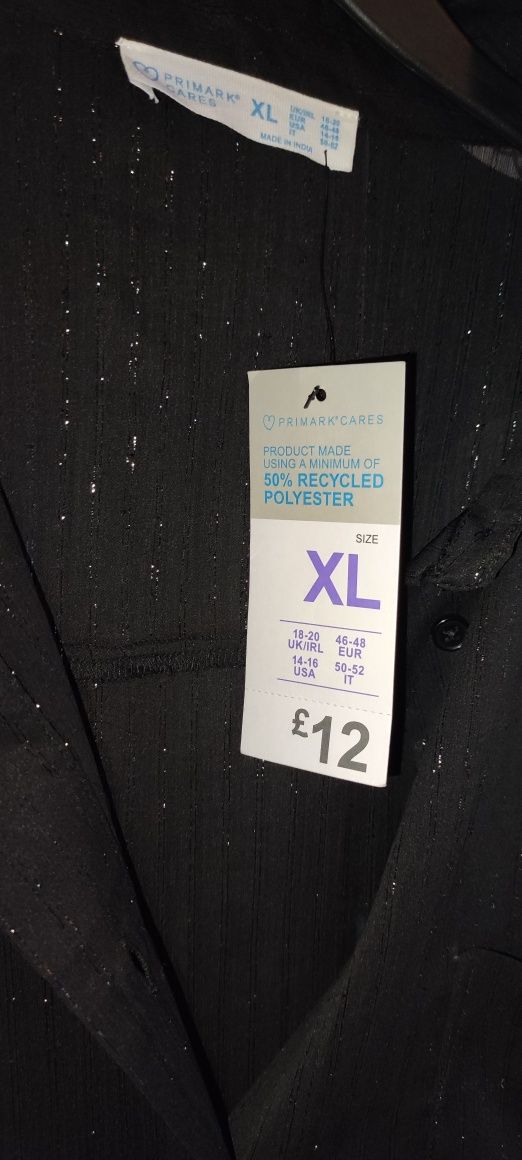 PRIMARK®
CARES
XL
UK/IRL 18-20
EUR 46-48
USA 14-16
IT 50-52
MADE IN INDIA
PRIMARK®CARES
PRODUCT MADE
USING A MINIMUM OF
50% RECYCLED
POLYESTER
SIZE
XL
18-20 46-48
UK/IRL EUR
14-16 50-52
USA IT
£12